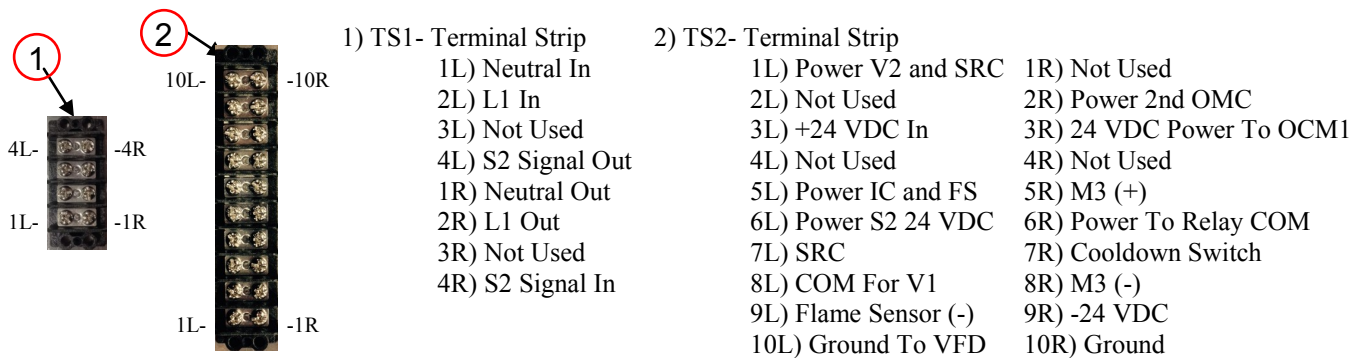 1
4L-
-4R
1L-
-1R
2
10L-
-10R
1L-
-1R
1) TS1- Terminal Strip
1L) Neutral In
2L) L1 In
3L) Not Used
4L) S2 Signal Out
1R) Neutral Out
2R) L1 Out
3R) Not Used
4R) S2 Signal In
2) TS2- Terminal Strip
1L) Power V2 and SRC
2L) Not Used
3L) +24 VDC In
4L) Not Used
5L) Power IC and FS
6L) Power S2 24 VDC
7L) SRC
8L) COM For V1
9L) Flame Sensor (-)
10L) Ground To VFD
1R) Not Used
2R) Power 2nd OMC
3R) 24 VDC Power To OCM1
4R) Not Used
5R) M3 (+)
6R) Power To Relay COM
7R) Cooldown Switch
8R) M3 (-)
9R) -24 VDC
10R) Ground